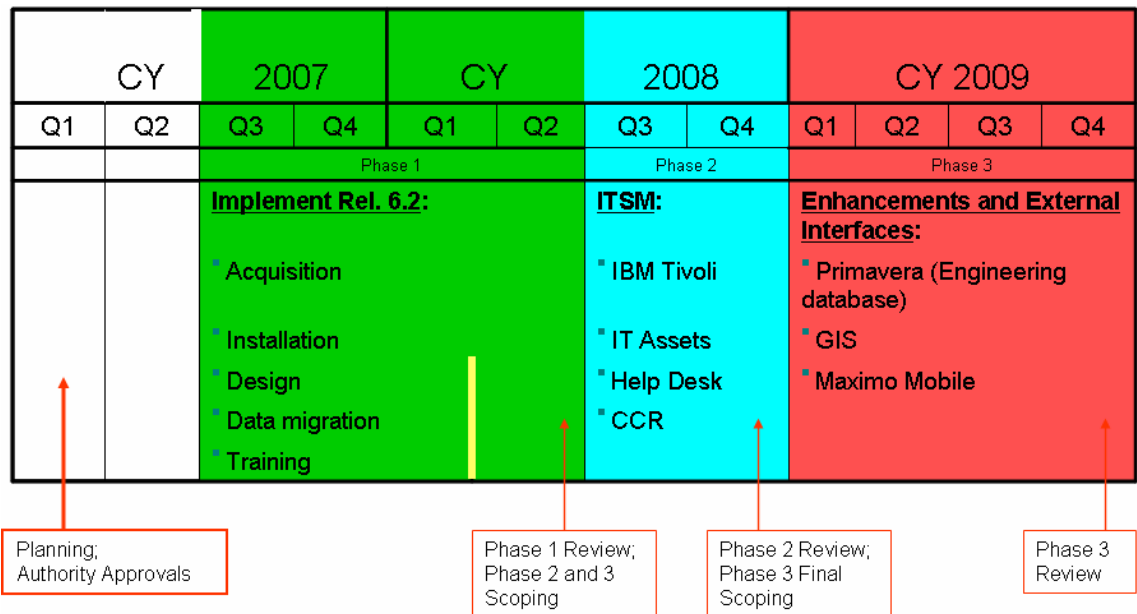 CY 2007 CY 2008 CY 2009
Q1 Q2 Q3 Q4 Q1 Q2 Q3 Q4 Q1 Q2 Q3 Q4
Phase 1 Phase 2 Phase 3
Implement Rel. 6.2:
Acquisition
Installation
Design
Data migration
Training
ITSM:
IBM Tivoli
IT Assets
Help Desk
CCR
Enhancements and External
Interfaces:
Primavera (Engineering
database)
GIS
Maximo Mobile
Planning;
Authority Approvals
Phase 1 Review;
Phase 2 and 3
Scoping
Phase 2 Review;
Phase 3 Final
Scoping
Phase 3
Review